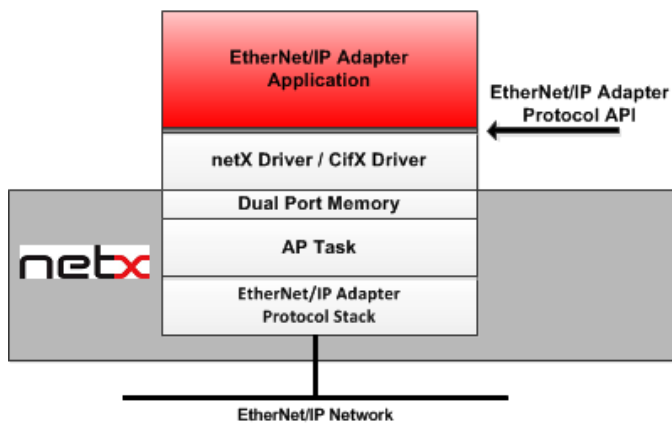 EtherNet/IP Adapter
Application
EtherNet/IP Adapter
Protocol API
netX Driver / CifX Driver
Dual Port Memory
netx
AP Task
EtherNet/IP Adapter
Protocol Stack
EtherNet/IP Network